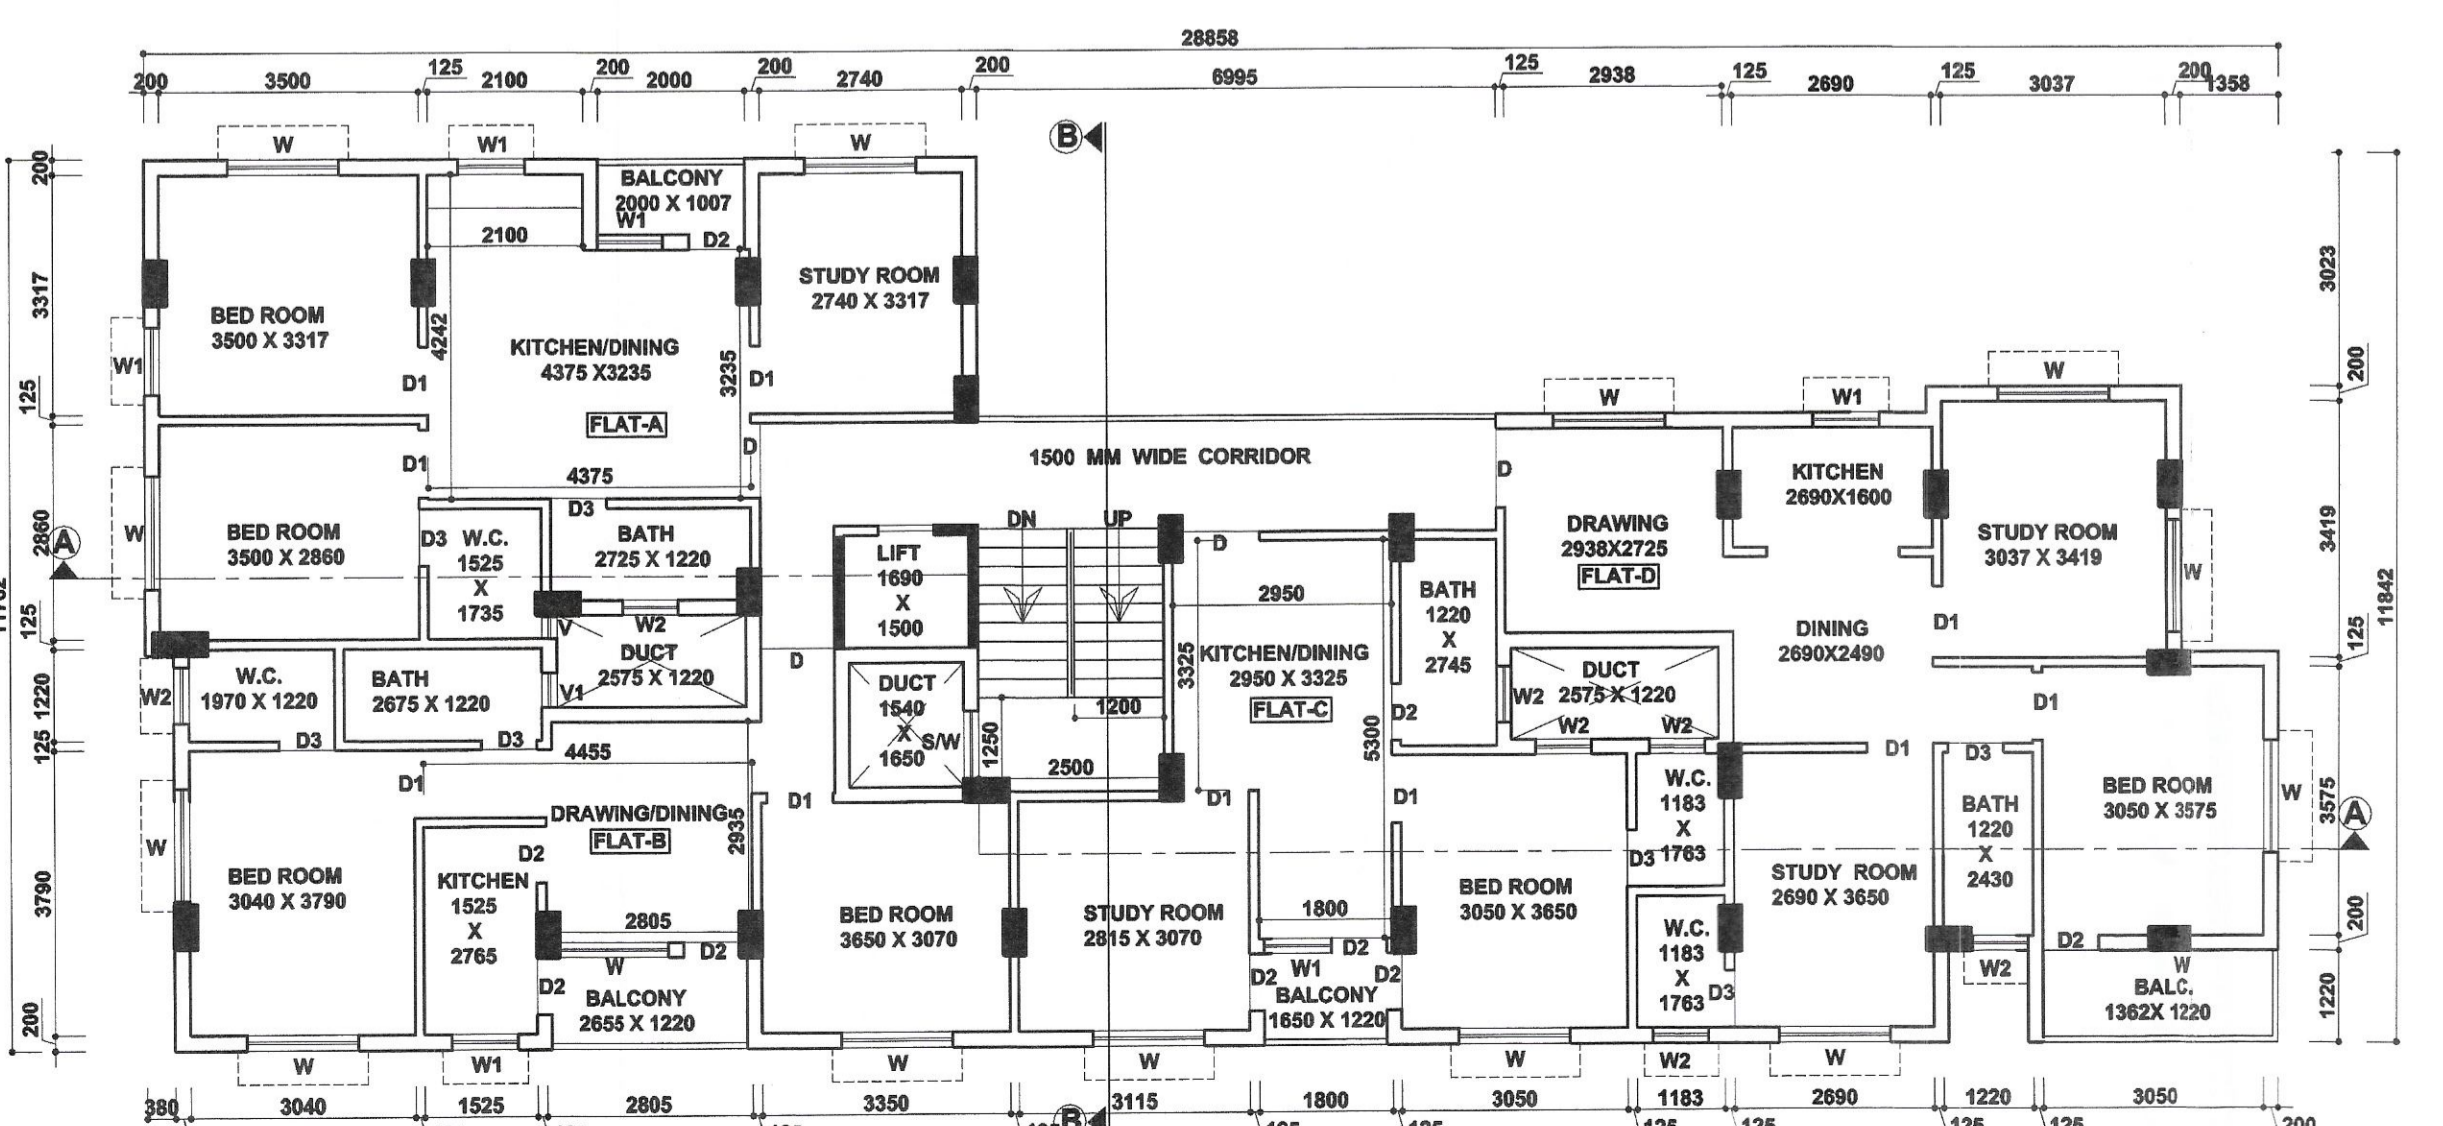 28858
200
3500
125
2100
200
2000
200
2740
200
6995
125
2938
125
2690
125
3037
200
1358
W
W1
W
B
200
3317
125
2860
125
1220
125
3790
200
A
BALCONY
2000 X 1007
W1
D2
2100
BED ROOM
3500 X 3317
W1
D1
4242
KITCHEN/DINING
4375 X3235
3235
FLAT-A
STUDY ROOM
2740 X 3317
D1
D
4375
1500 MM WIDE CORRIDOR
D1
BED ROOM
3500 X 2860
W
D3
W.C.
1525
X
1735
D3
BATH
2725 X 1220
V
W2
DUCT
2575 X 1220
V1
W2
W.C.
1970 X 1220
D3
BATH
2675 X 1220
D3
D
LIFT
1690
X
1500
DN
UP
DUCT
1540
X
1650
S/W
1250
1200
2500
4455
D1
DRAWING/DINING
FLAT-B
2935
D1
W
BED ROOM
3040 X 3790
KITCHEN
1525
X
2765
D2
2805
W
D2
D2
BALCONY
2655 X 1220
W
W1
BED ROOM
3650 X 3070
W
STUDY ROOM
2815 X 3070
W
D
2950
3325
KITCHEN/DINING
2950 X 3325
FLAT-C
5300
D1
D1
1800
W1
D2
D2
D2
BALCONY
1650 X 1220
BATH
1220
X
2745
D2
D
W
W1
W
DRAWING
2938X2725
FLAT-D
KITCHEN
2690X1600
DINING
2690X2490
STUDY ROOM
3037 X 3419
W
D1
D1
W2
DUCT
2575 X 1220
W2
W2
BED ROOM
3050 X 3650
W
W.C.
1183
X
1763
D3
W.C.
1183
X
1763
D3
W2
D1
STUDY ROOM
2690 X 3650
W
D3
BATH
1220
X
2430
W2
BED ROOM
3050 X 3575
W
D2
W
BALC.
1362X 1220
3023
200
3419
125
3575
200
1220
11842
A
380
3040
1525
2805
3350
3115
1800
3050
1183
2690
1220
3050
B